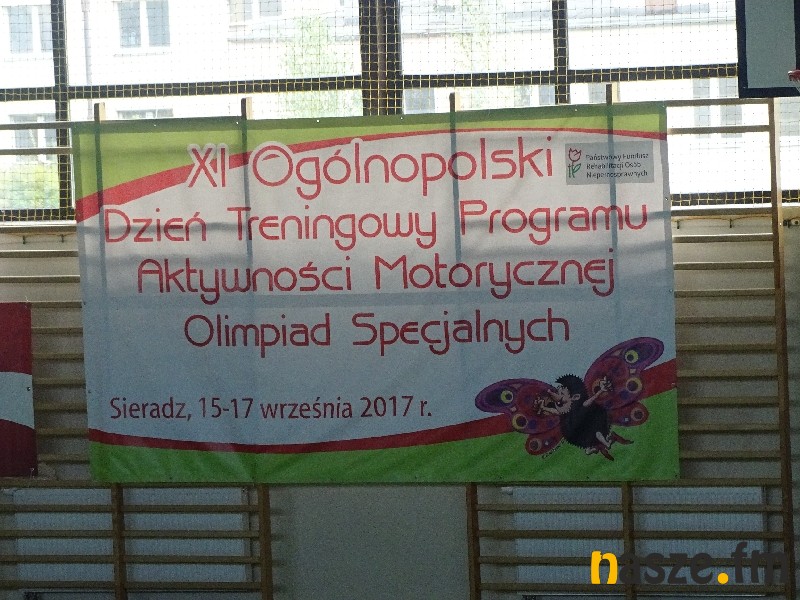 XII Ogólnopolski
Państwowy Fundusz
Rehabilitacji Osób
Niepełnosprawnych
Dzień Treningowy Programu
Aktywności Motorycznej
Olimpiad Specjalnych
Sieradz, 15-17 września 2017 r.
nasze.fm